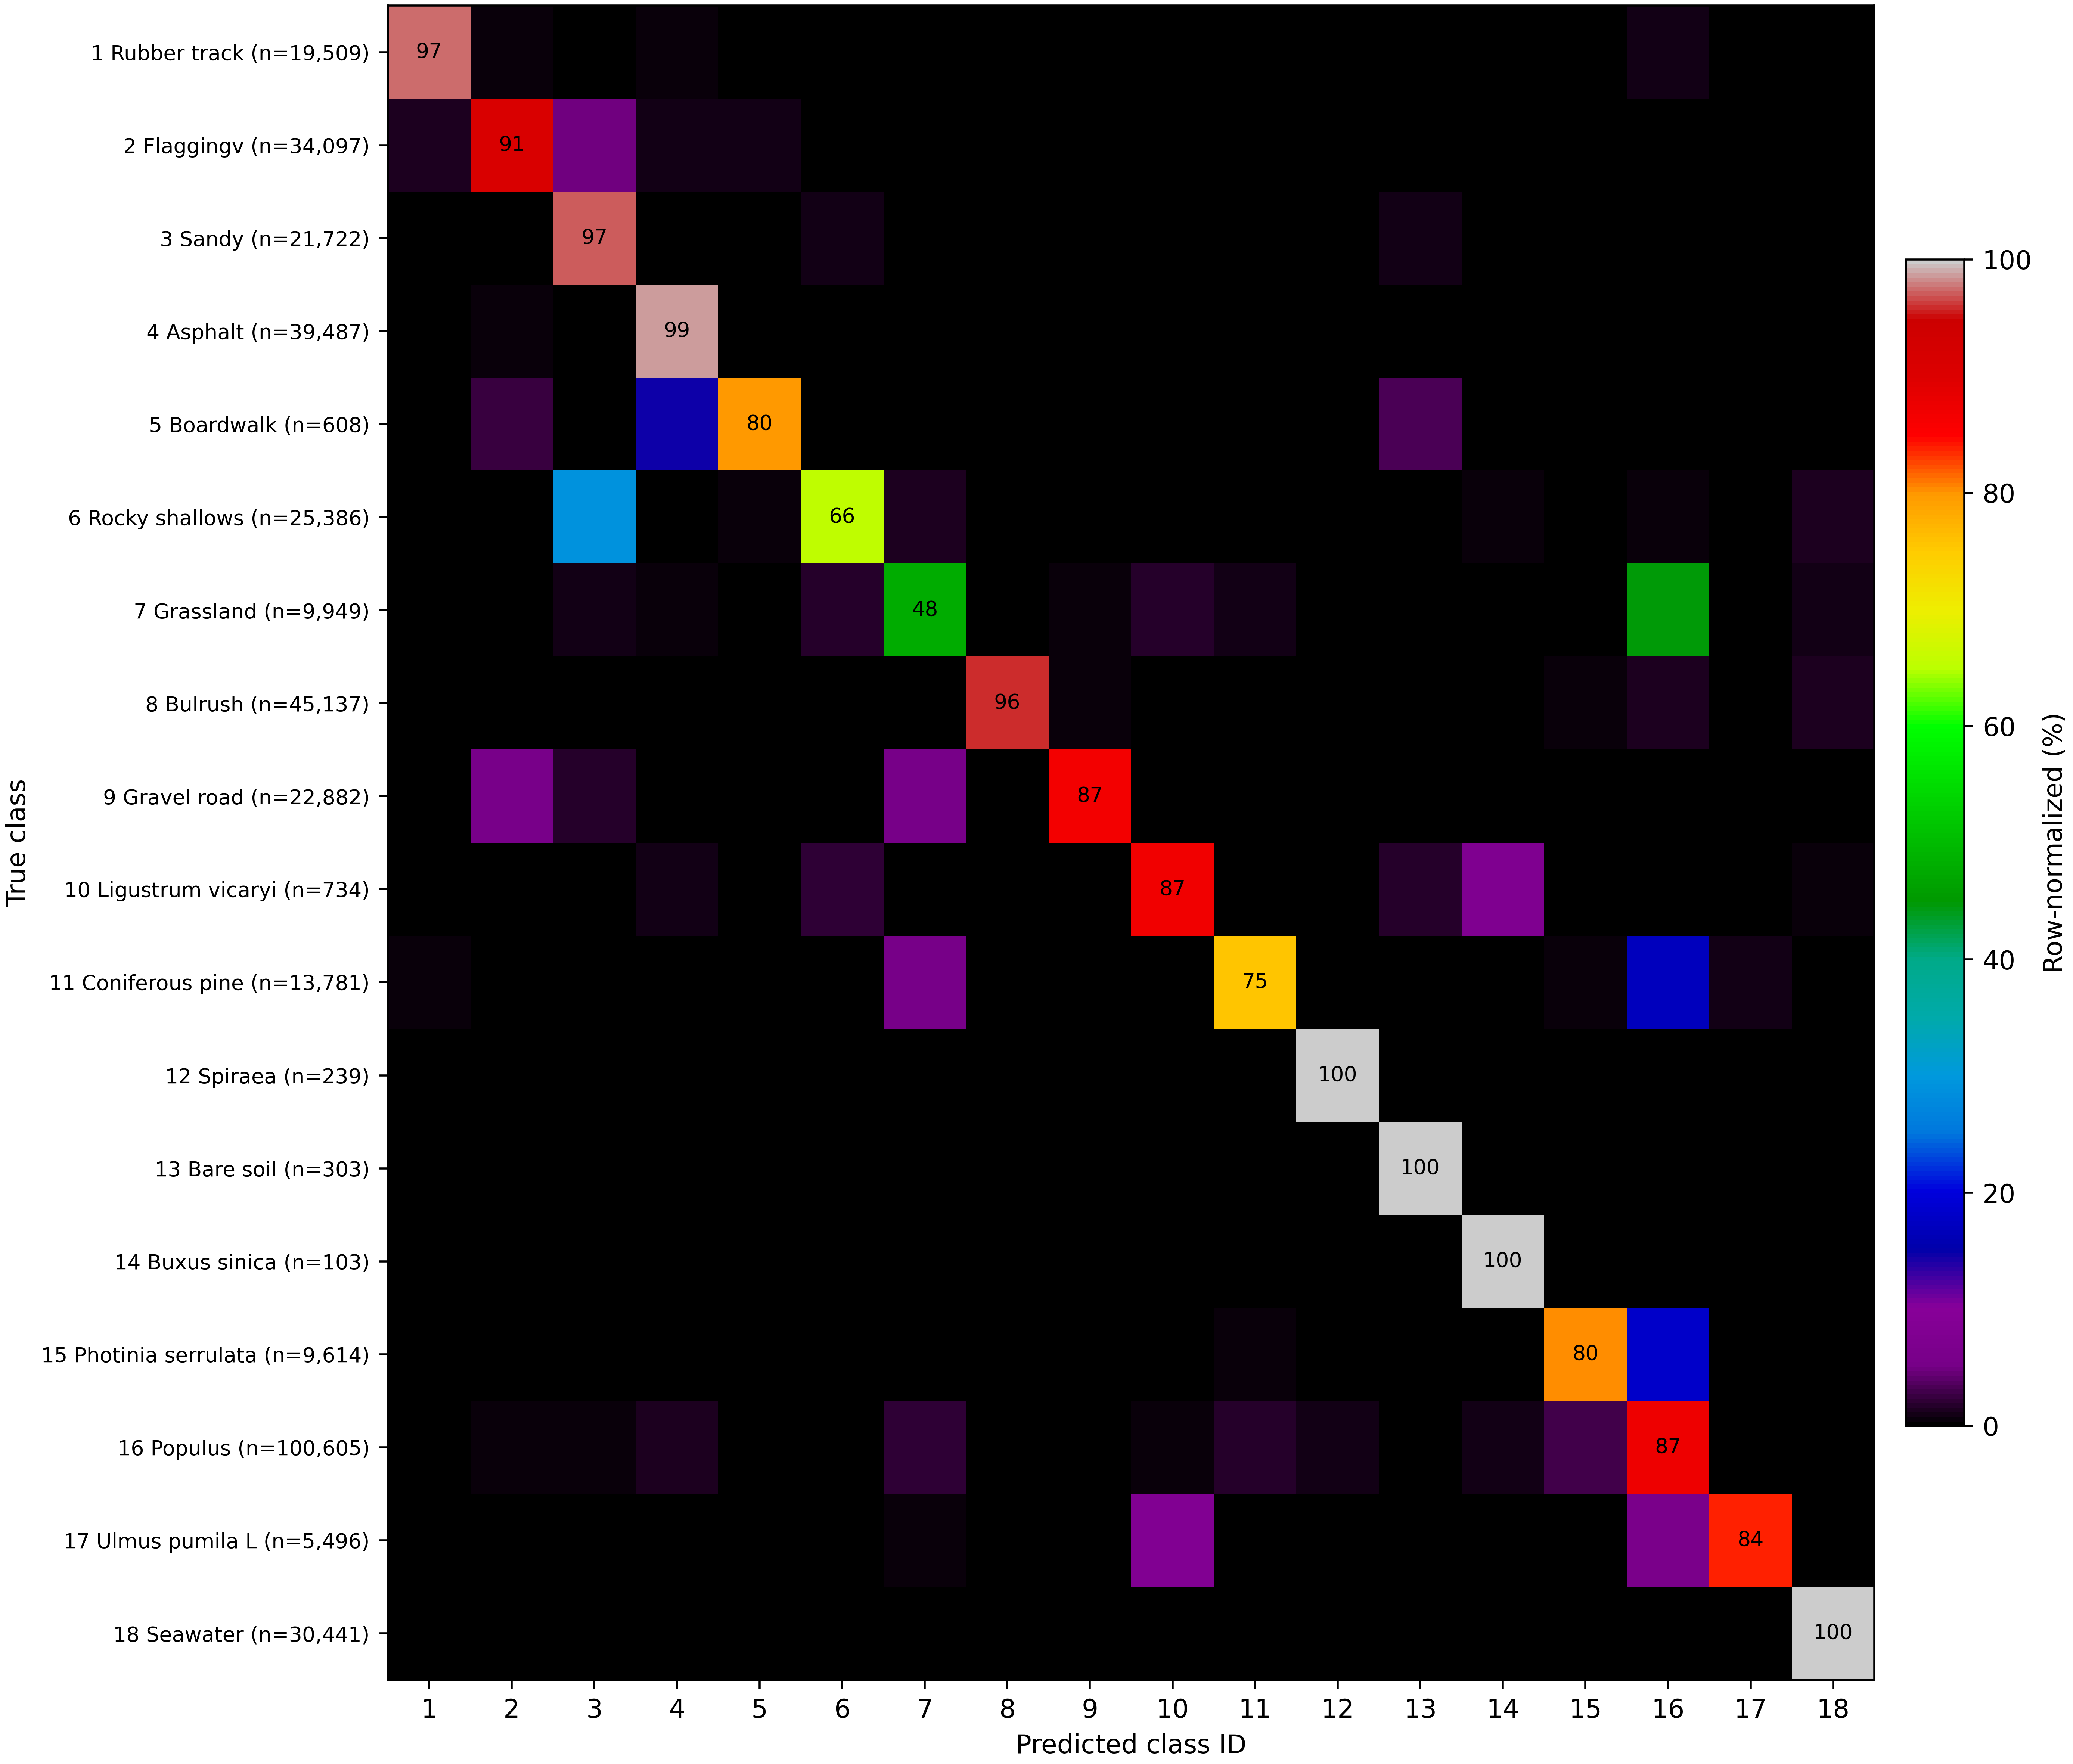 1 Rubber track (n=19,509)
97
2 Flaggingv (n=34,097)
91
3 Sandy (n=21,722)
97
4 Asphalt (n=39,487)
99
5 Boardwalk (n=608)
80
6 Rocky shallows (n=25,386)
66
7 Grassland (n=9,949)
48
8 Bulrush (n=45,137)
96
9 Gravel road (n=22,882)
87
10 Ligustrum vicaryi (n=734)
87
11 Coniferous pine (n=13,781)
75
12 Spiraea (n=239)
100
13 Bare soil (n=303)
100
14 Buxus sinica (n=103)
100
15 Photinia serrulata (n=9,614)
80
16 Populus (n=100,605)
87
17 Ulmus pumila L (n=5,496)
84
18 Seawater (n=30,441)
100
True class
1 2 3 4 5 6 7 8 9 10 11 12 13 14 15 16 17 18
Predicted class ID
100
80
60
40
20
0
Row-normalized (%)